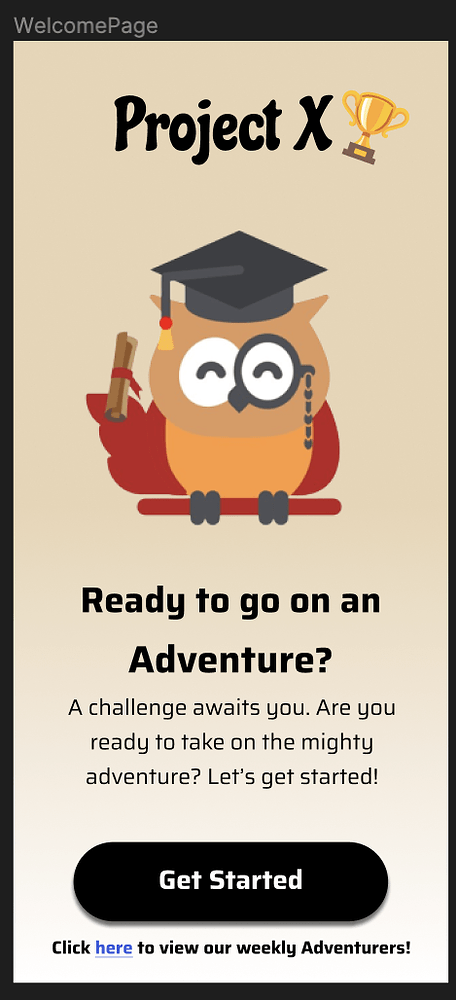 WelcomePage
Project X
Ready to go on an
Adventure?
A challenge awaits you. Are you
ready to take on the mighty
adventure? Let’s get started!
Get Started
Click here to view our weekly Adventurers!